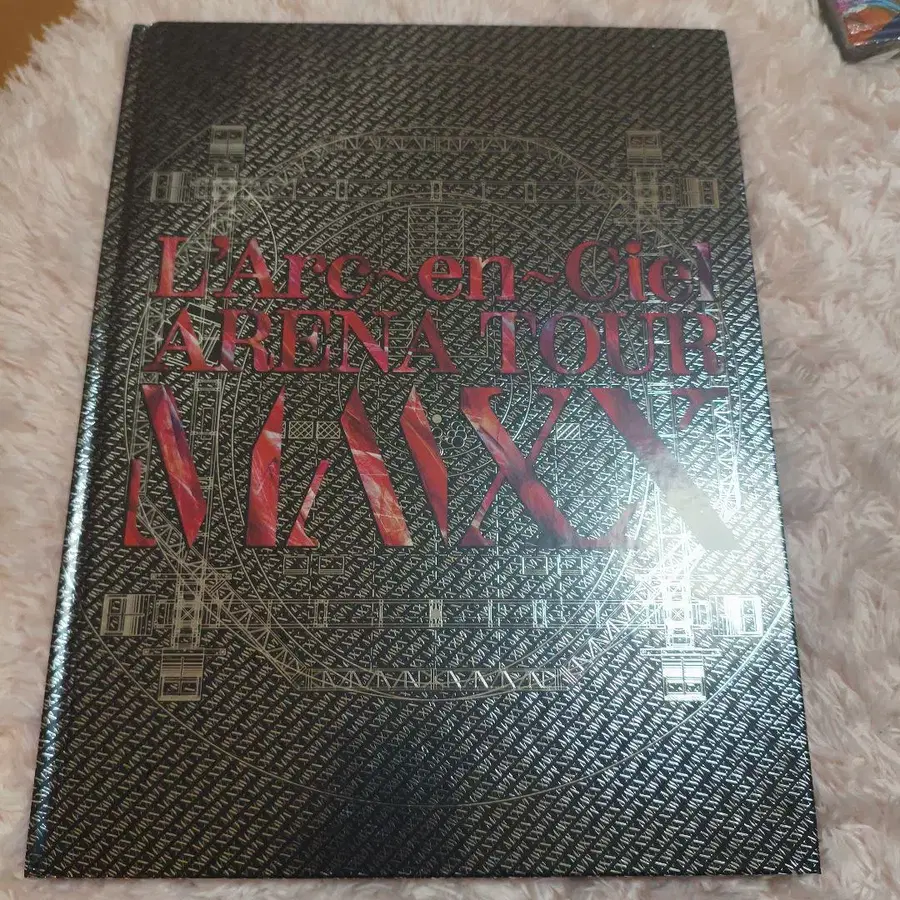 L'Arc~en~Ciel
ARENA TOUR
MMXX